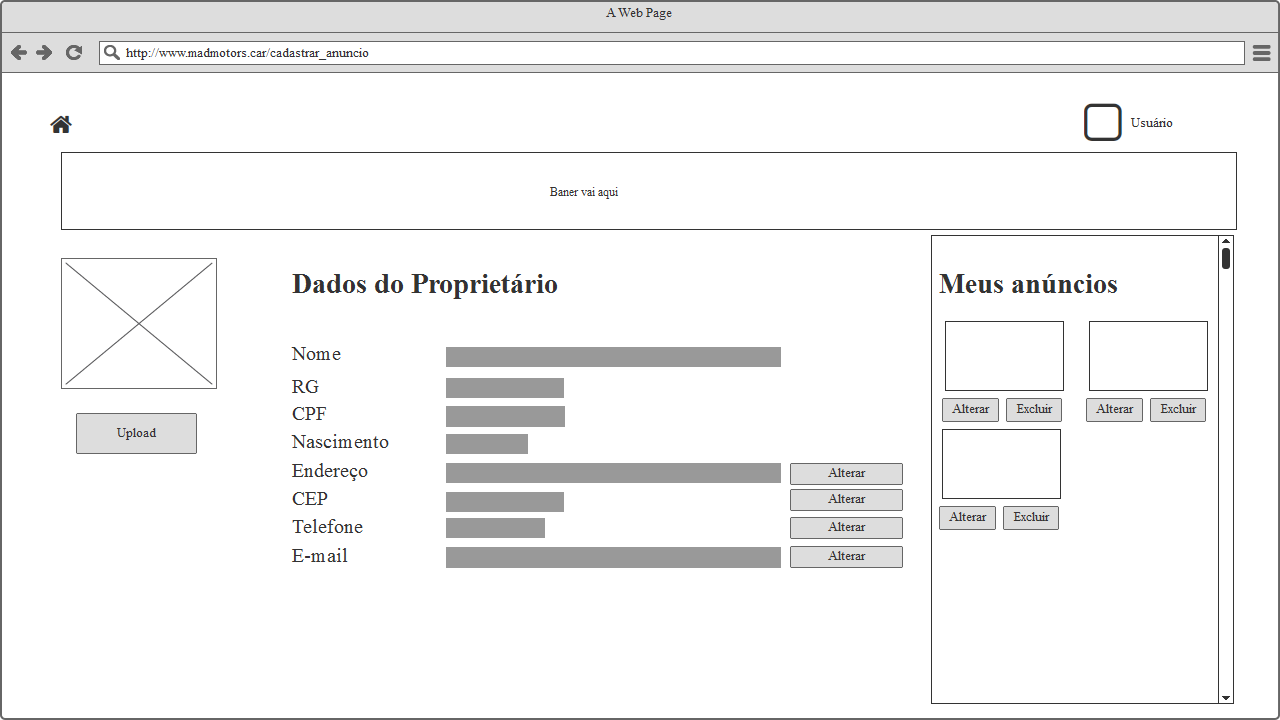 A Web Page
http://www.madmotors.car/cadastrar_anuncio
Usuário
Baner vai aqui
Upload
Dados do Proprietário
Nome
RG
CPF
Nascimento
Endereço Alterar
CEP Alterar
Telefone Alterar
E-mail Alterar
Meus anúncios
Alterar Excluir Alterar Excluir
Alterar Excluir